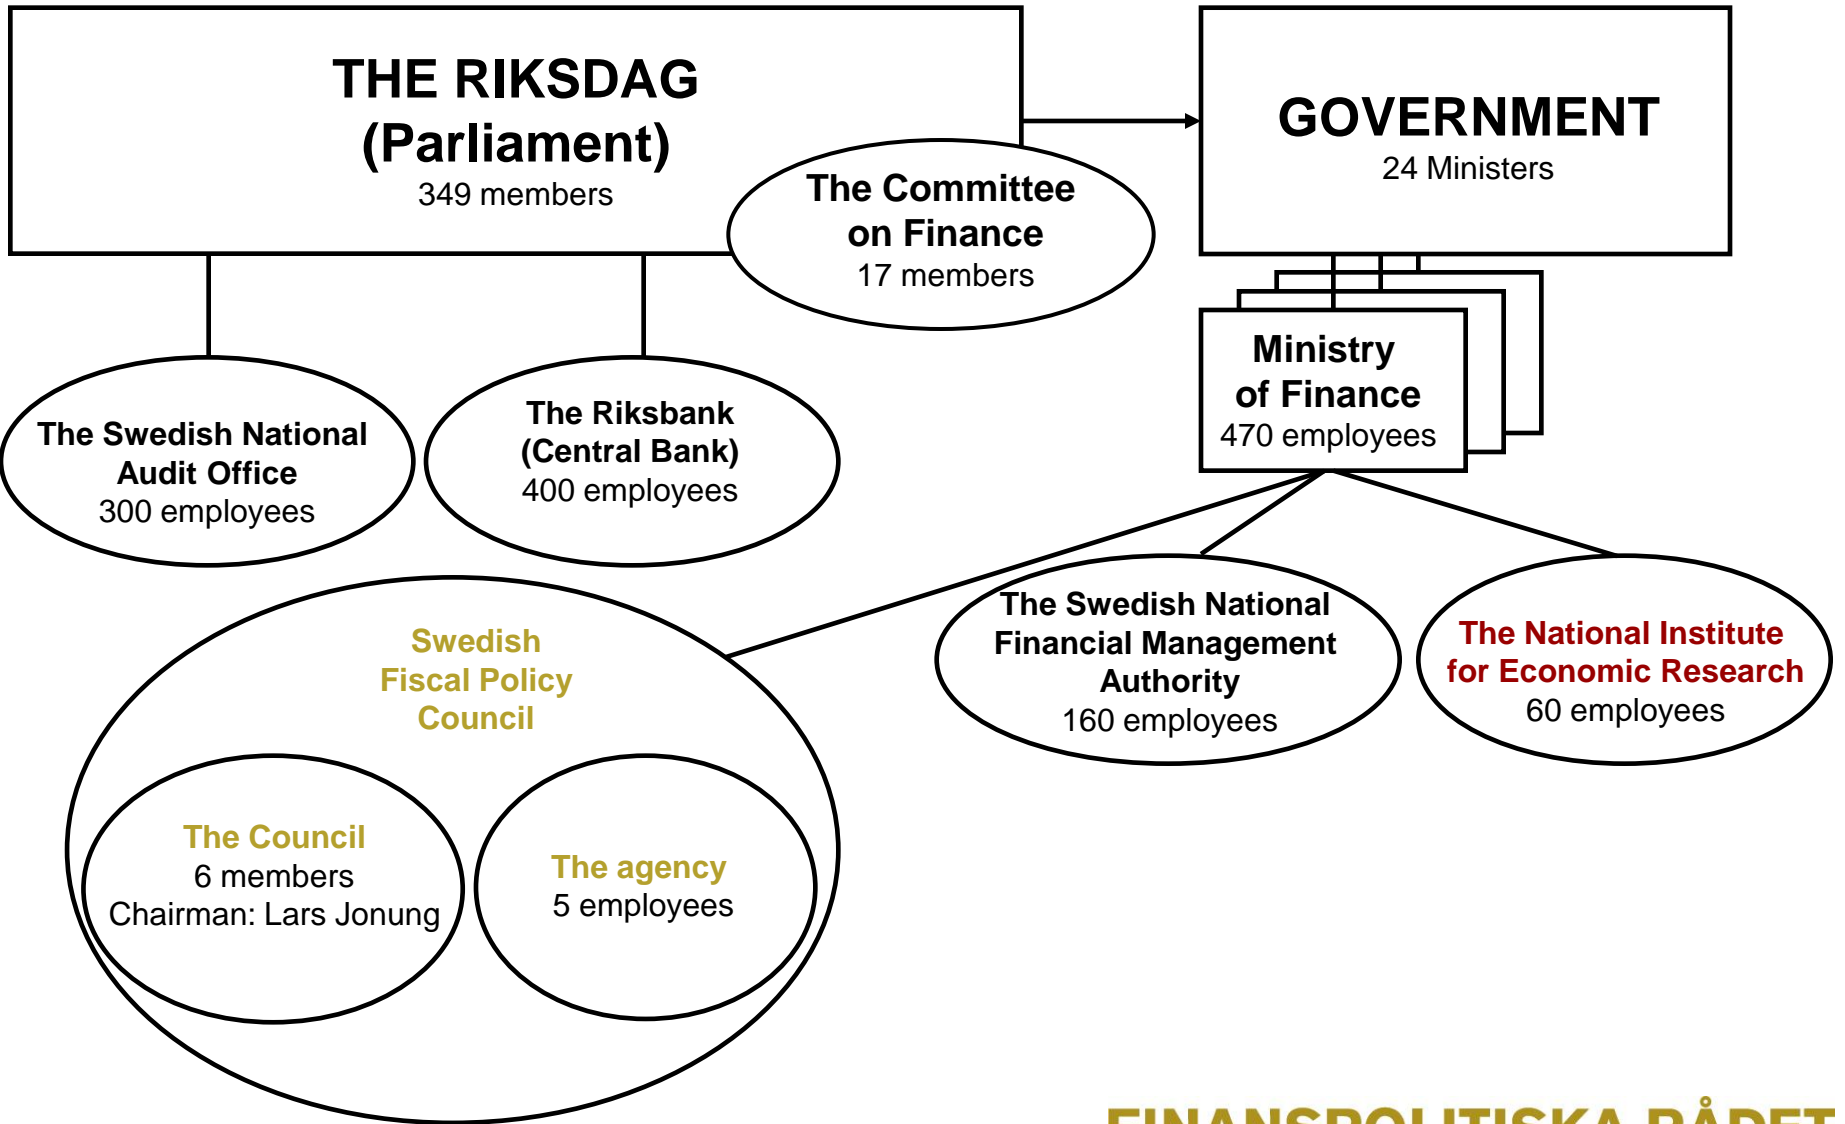 THE RIKSDAG
(Parliament)
349 members
GOVERNMENT
24 Ministers
The Committee
on Finance
17 members
Ministry
of Finance
470 employees
The Swedish National
Audit Office
300 employees
The Riksbank
(Central Bank)
400 employees
The Swedish National
Financial Management
Authority
160 employees
The National Institute
for Economic Research
60 employees
Swedish
Fiscal Policy
Council
The Council
6 members
Chairman: Lars Jonung
The agency
5 employees
FINANSPOLITISKA RÅDET